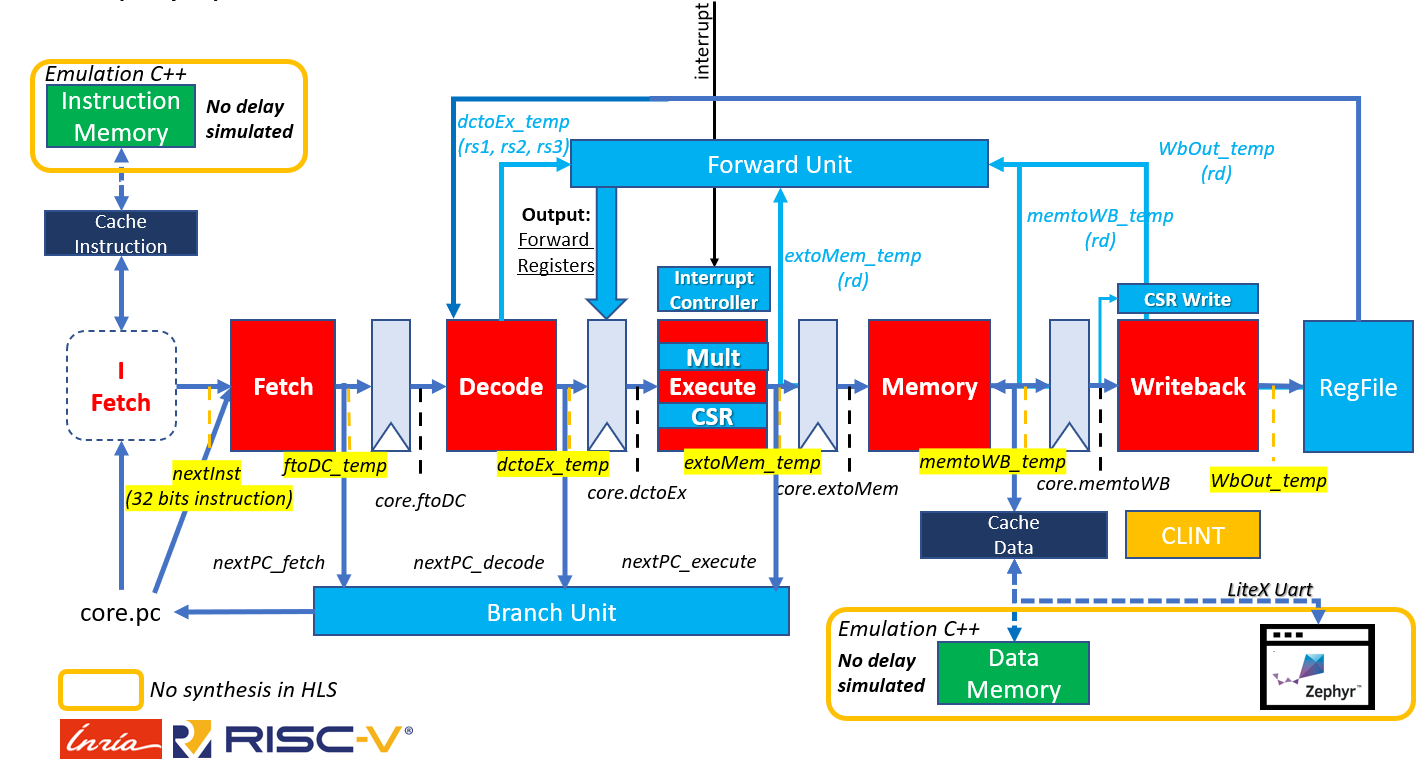 interrupt
Emulation C++
Instruction
Memory
No delay
simulated
dctoEx_temp
(rs1, rs2, rs3)
Forward Unit
WbOut_temp
(rd)
Cache
Instruction
Output:
Forward
Registers
memtoWB_temp
(rd)
extoMem_temp
(rd)
Interrupt
Controller
CSR Write
I
Fetch
Fetch
Decode
Mult
Execute
CSR
Memory
Writeback
RegFile
nextInst
(32 bits instruction)
ftoDC_temp
core.ftoDC
dctoEx_temp
core.dctoEx
extoMem_temp
core.extoMem
memtoWB_temp
core.memtoWB
WbOut_temp
Cache
Data
CLINT
nextPC_fetch
nextPC_decode
nextPC_execute
core.pc
Branch Unit
LiteX Uart
Emulation C++
No delay
simulated
Data
Memory
Zephyr™
No synthesis in HLS
Inria
RISC-V®